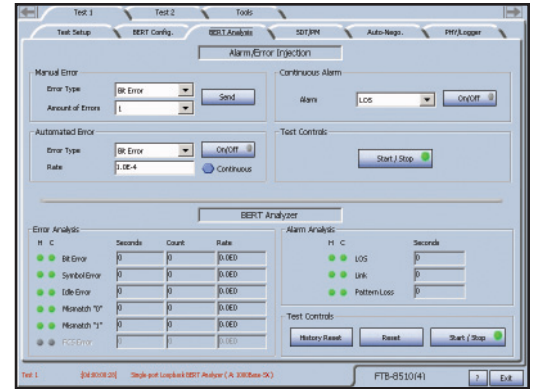 Test 1 Test 2 Tools
Test Setup BERT Config. BERT Analysis SDT/PM Auto-Nego. PHY/Logger
Alarm/Error Injection
Manual Error
Error Type Bit Error
Amount of Errors 1
Send
Continuous Alarm
Alarm LOS On/Off
Automated Error
Error Type Bit Error On/Off
Rate 1.0E-4 Continuous
Test Controls
Start / Stop
BERT Analyzer
Error Analysis
H C Seconds Count Rate
Bit Error 0 0 0.0E0
Symbol Error 0 0 0.0E0
Idle Error 0 0 0.0E0
Mismatch "0" 0 0 0.0E0
Mismatch "1" 0 0 0.0E0
FCS Error 0 0 0.0E0
Alarm Analysis
H C Seconds
LOS 0
Link 0
Pattern Loss 0
Test Controls
History Reset Reset Start / Stop
Test 1 Single port Loopback BERT Analyzer FTB-8510(4) ? Exit